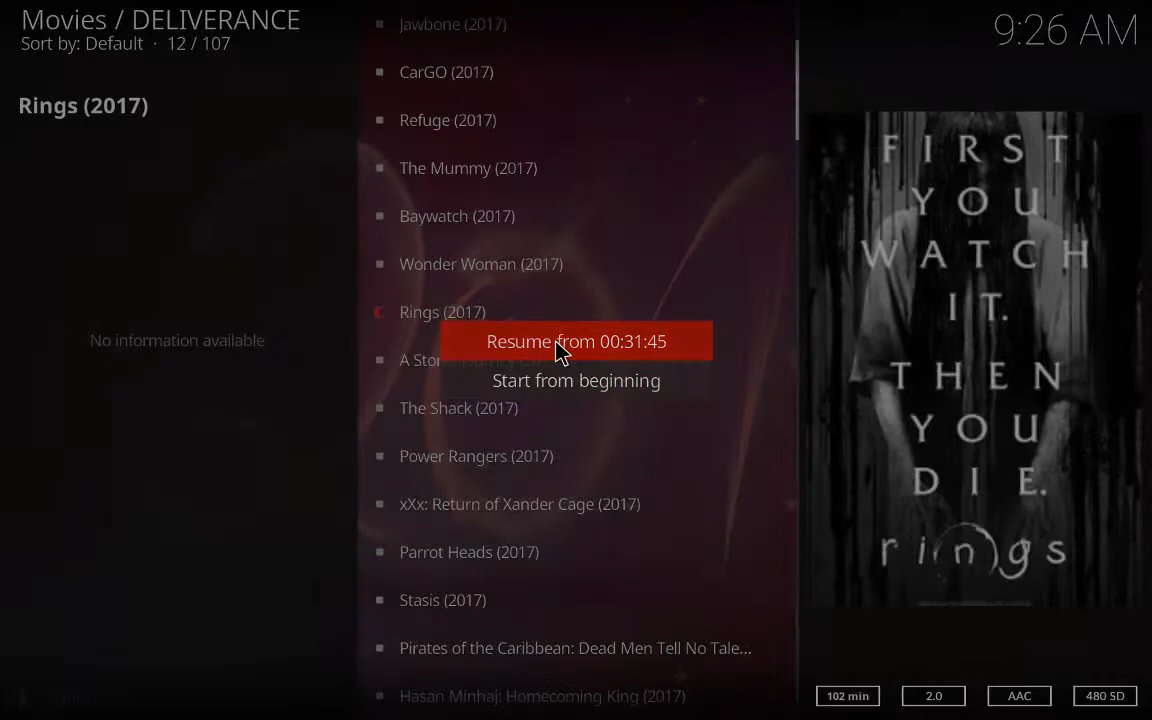 Movies / DELIVERANCE
Sort by: Default · 12 / 107
9:26 AM
Rings (2017)
No information available
Jawbone (2017)
CarGO (2017)
Refuge (2017)
The Mummy (2017)
Baywatch (2017)
Wonder Woman (2017)
Rings (2017)
Resume from 00:31:45
Start from beginning
The Shack (2017)
Power Rangers (2017)
xXx: Return of Xander Cage (2017)
Parrot Heads (2017)
Stasis (2017)
Pirates of the Caribbean: Dead Men Tell No Tale...
Hasan Minhaj: Homecoming King (2017)
FIRST
YOU
WATCH
IT.
THEN
YOU
DIE.
rings
102 min
2.0
AAC
480 SD